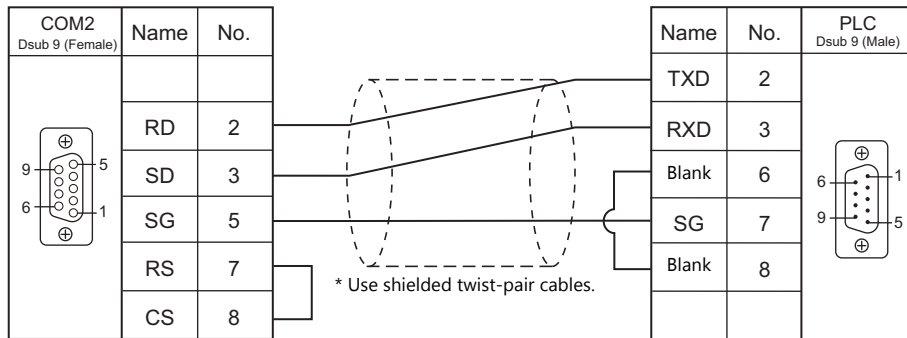 COM2
Dsub 9 (Female)
Name No.
RD 2
SD 3
SG 5
RS 7
CS 8
9 5
6 1
* Use shielded twist-pair cables.
Name No.
PLC
Dsub 9 (Male)
TXD 2
RXD 3
Blank 6
SG 7
Blank 8
6 1
9 5